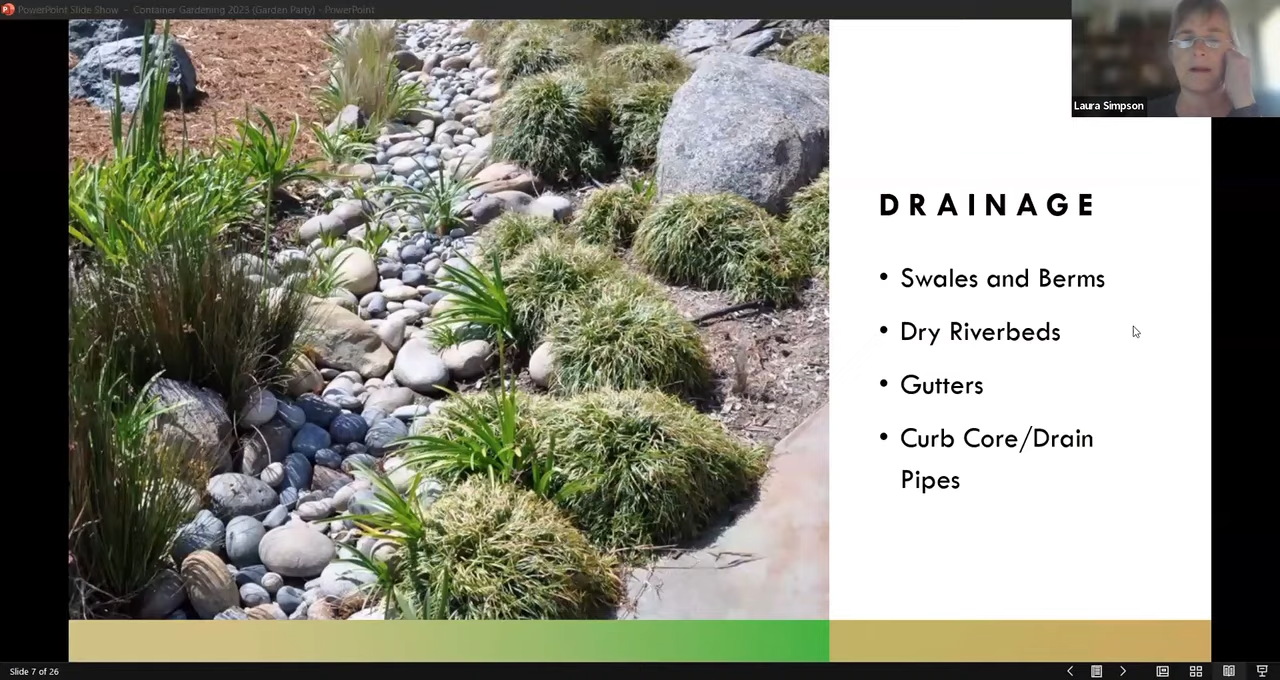 PowerPoint Slide Show - Container Gardening 2023 (Garden Party) - PowerPoint
Laura Simpson
DRAINAGE
• Swales and Berms
• Dry Riverbeds
• Gutters
• Curb Core/Drain
Pipes
Slide 7 of 26